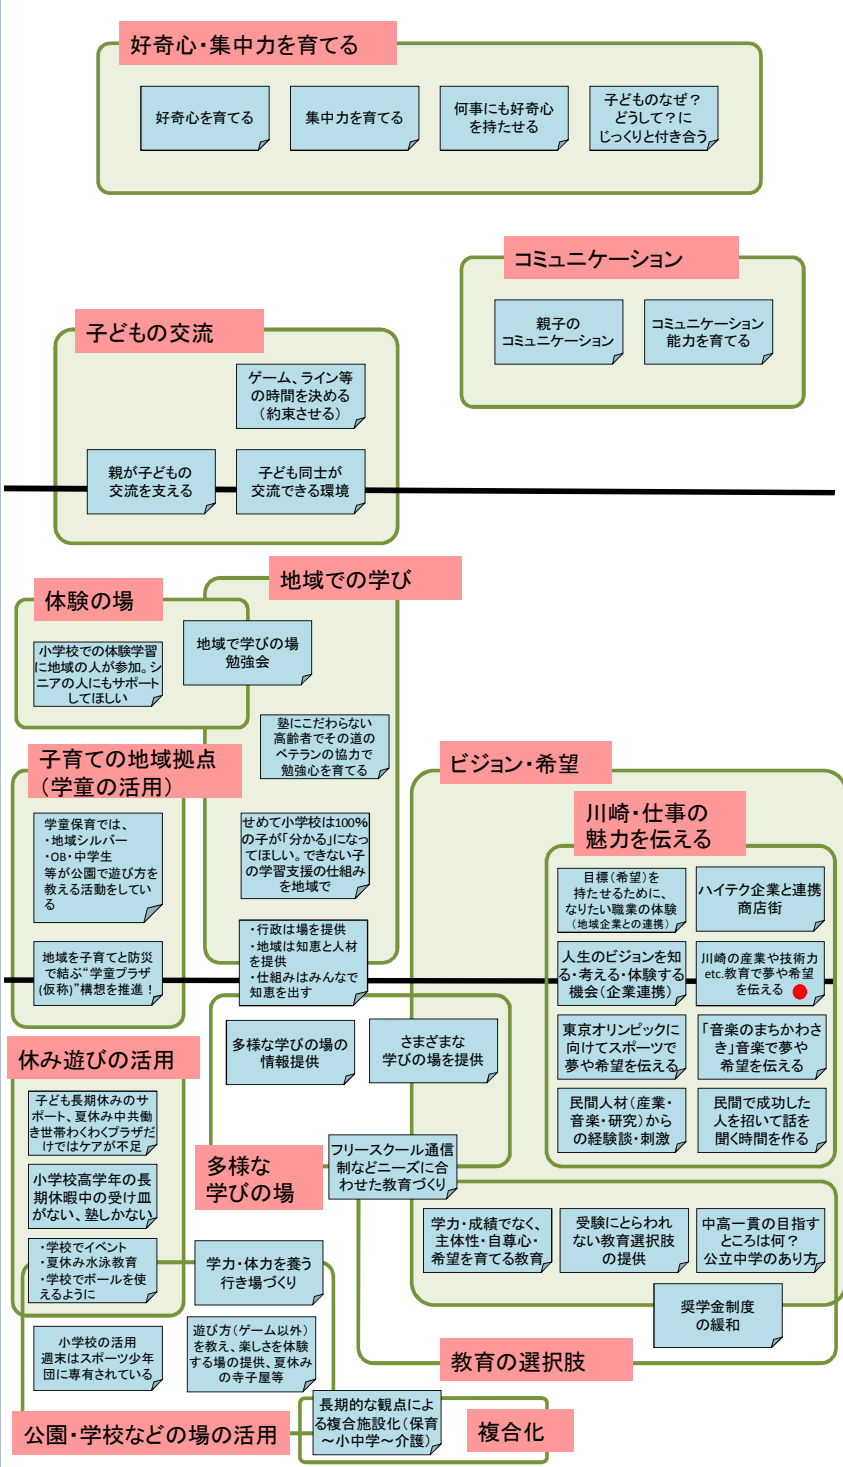 好奇心・集中力を育てる
好奇心を育てる
集中力を育てる
何事にも好奇心
を持たせる
子どものなぜ？
どうして？に
じっくりと付き合う
コミュニケーション
親子の
コミュニケーション
コミュニケーション
能力を育てる
子どもの交流
ゲーム、ライン等
の時間を決める
（約束させる）
親が子どもの
交流を支える
子ども同士が
交流できる環境
地域での学び
体験の場
小学校での体験学習
に地域の人が参加。シ
ニアの人にもサポート
してほしい
地域で学びの場
勉強会
塾にこだわらない
高齢者でその道の
ベテランの協力で
勉強心を育てる
子育ての地域拠点
（学童の活用）
学童保育では、
・地域シルバー
・OB・中学生
等が公園で遊び方を
教える活動をしてい
る
せめて小学校は100%
の子が「分かる」になっ
てほしい。できない子
の学習支援の仕組み
を地域で
地域を子育てと防災
で結ぶ“学童プラザ
(仮称)”構想を推進！
・行政は場を提供
・地域は知恵と人材
を提供
・仕組みはみんなで
知恵を出す
ビジョン・希望
川崎・仕事の
魅力を伝える
目標（希望）を
持たせるために、
なりたい職業の体験
（地域企業との連携）
ハイテク企業と連携
商店街
人生のビジョンを知
る・考える・体験する
機会（企業連携）
川崎の産業や技術力
etc.教育で夢や希望
を伝える
東京オリンピックに
向けてスポーツで
夢や希望を伝える
「音楽のまちかわさ
き」音楽で夢や
希望を伝える
民間人材（産業・
音楽・研究）から
の経験談・刺激
民間で成功した
人を招いて話を
聞く時間を作る
多様な学びの場の
情報提供
さまざまな
学びの場を提供
休み遊びの活用
子ども長期休みのサ
ポート、夏休み中共働
き世帯わくわくプラザだ
けではケアが不足
小学校高学年の長
期休暇中の受け皿
がない、塾しかない
・学校でイベント
・夏休み水泳教育
・学校でボールを使
えるように
多様な
学びの場
フリースクール通信
制などニーズに合
わせた教育づくり
学力・成績でなく、
主体性・自尊心・
希望を育てる教育
受験にとらわれ
ない教育選択肢
の提供
中高一貫の目指す
ところは何？
公立中学のあり方
奨学金制度
の緩和
教育の選択肢
学力・体力を養う
行き場づくり
小学校の活用
週末はスポーツ少年
団に専有されている
遊び方（ゲーム以外）
を教え、楽しさを体験
する場の提供、夏休み
の寺子屋等
公園・学校などの場の活用
長期的な観点によ
る複合施設化（保育
～小中学～介護）
複合化